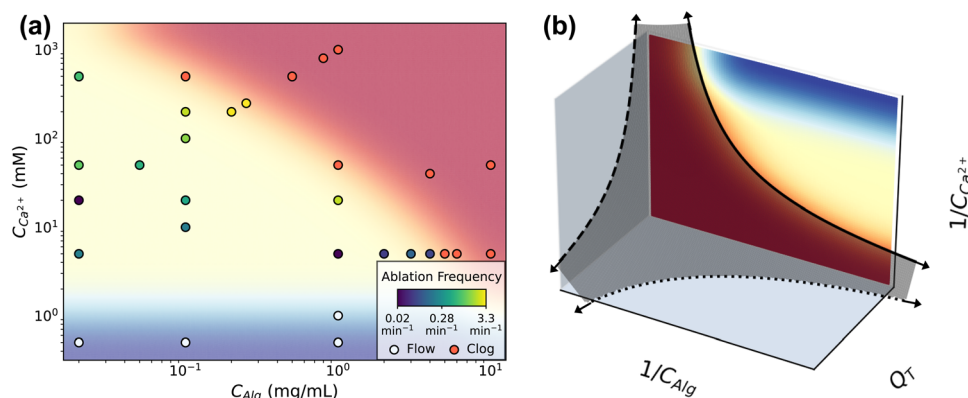 (a)
(b)
10³
10²
10¹
10⁰
C_Ca²⁺ (mM)
Ablation Frequency
0.02 0.28 3.3
min⁻¹ min⁻¹ min⁻¹
Flow Clog
10⁻¹ 10⁰ 10¹
C_Alg (mg/mL)
1/C_Ca²⁺
1/C_Alg
Q_T